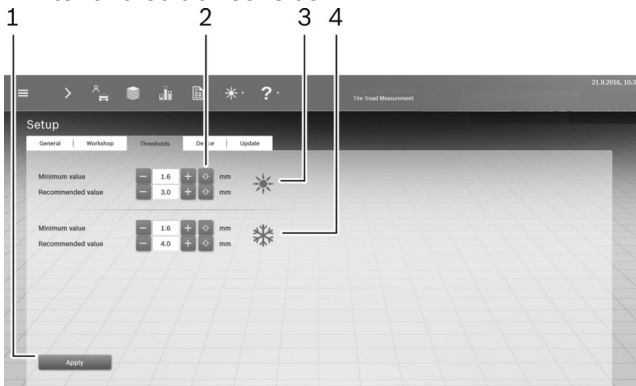 1 2 3 4
21.9.2016, 10:3
? Fire Tread Measurement
Setup
General Workshop Thresholds Device Update
Minimum value − 1.6 + mm
Recommended value − 3.0 + mm
Minimum value − 1.6 + mm
Recommended value − 4.0 + mm
Apply